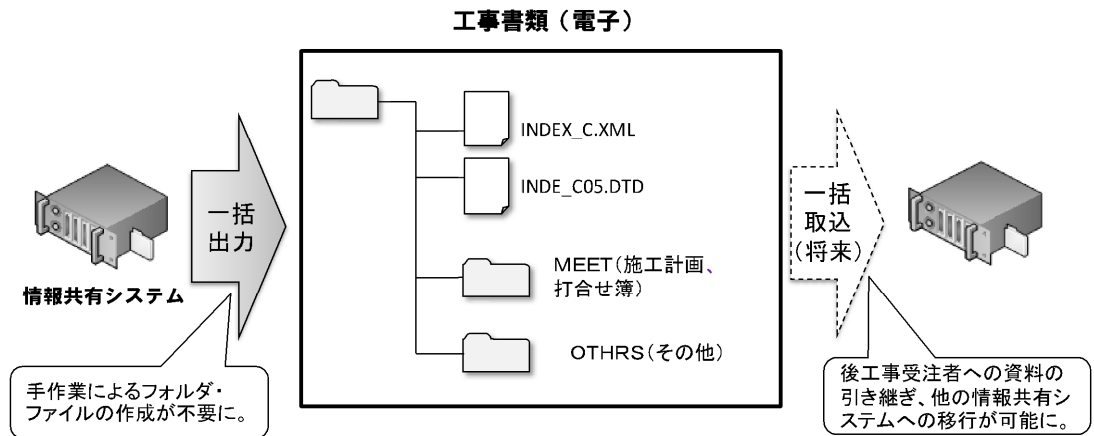 工事書類（電子）
INDEX_C.XML
INDE_C05.DTD
MEET（施工計画、
打合せ簿）
OTHRS（その他）
一括
出力
情報共有システム
手作業によるフォルダ・
ファイルの作成が不要に。
一括
取込
（将来）
後工事受注者への資料の
引き継ぎ、他の情報共有シ
ステムへの移行が可能に。